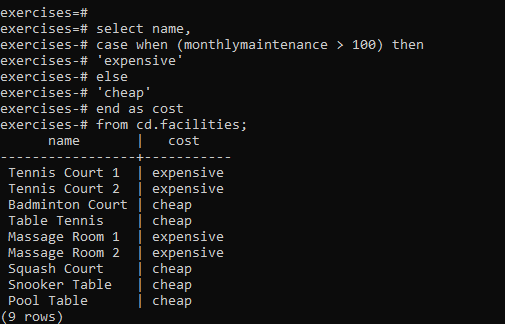 exercises=#
exercises=# select name,
exercises-# case when (monthlymaintenance > 100) then
exercises-# 'expensive'
exercises-# else
exercises-# 'cheap'
exercises-# end as cost
exercises-# from cd.facilities;
      name       |   cost
-----------------+-----------
 Tennis Court 1  | expensive
 Tennis Court 2  | expensive
 Badminton Court | cheap
 Table Tennis    | cheap
 Massage Room 1  | expensive
 Massage Room 2  | expensive
 Squash Court    | cheap
 Snooker Table   | cheap
 Pool Table      | cheap
(9 rows)